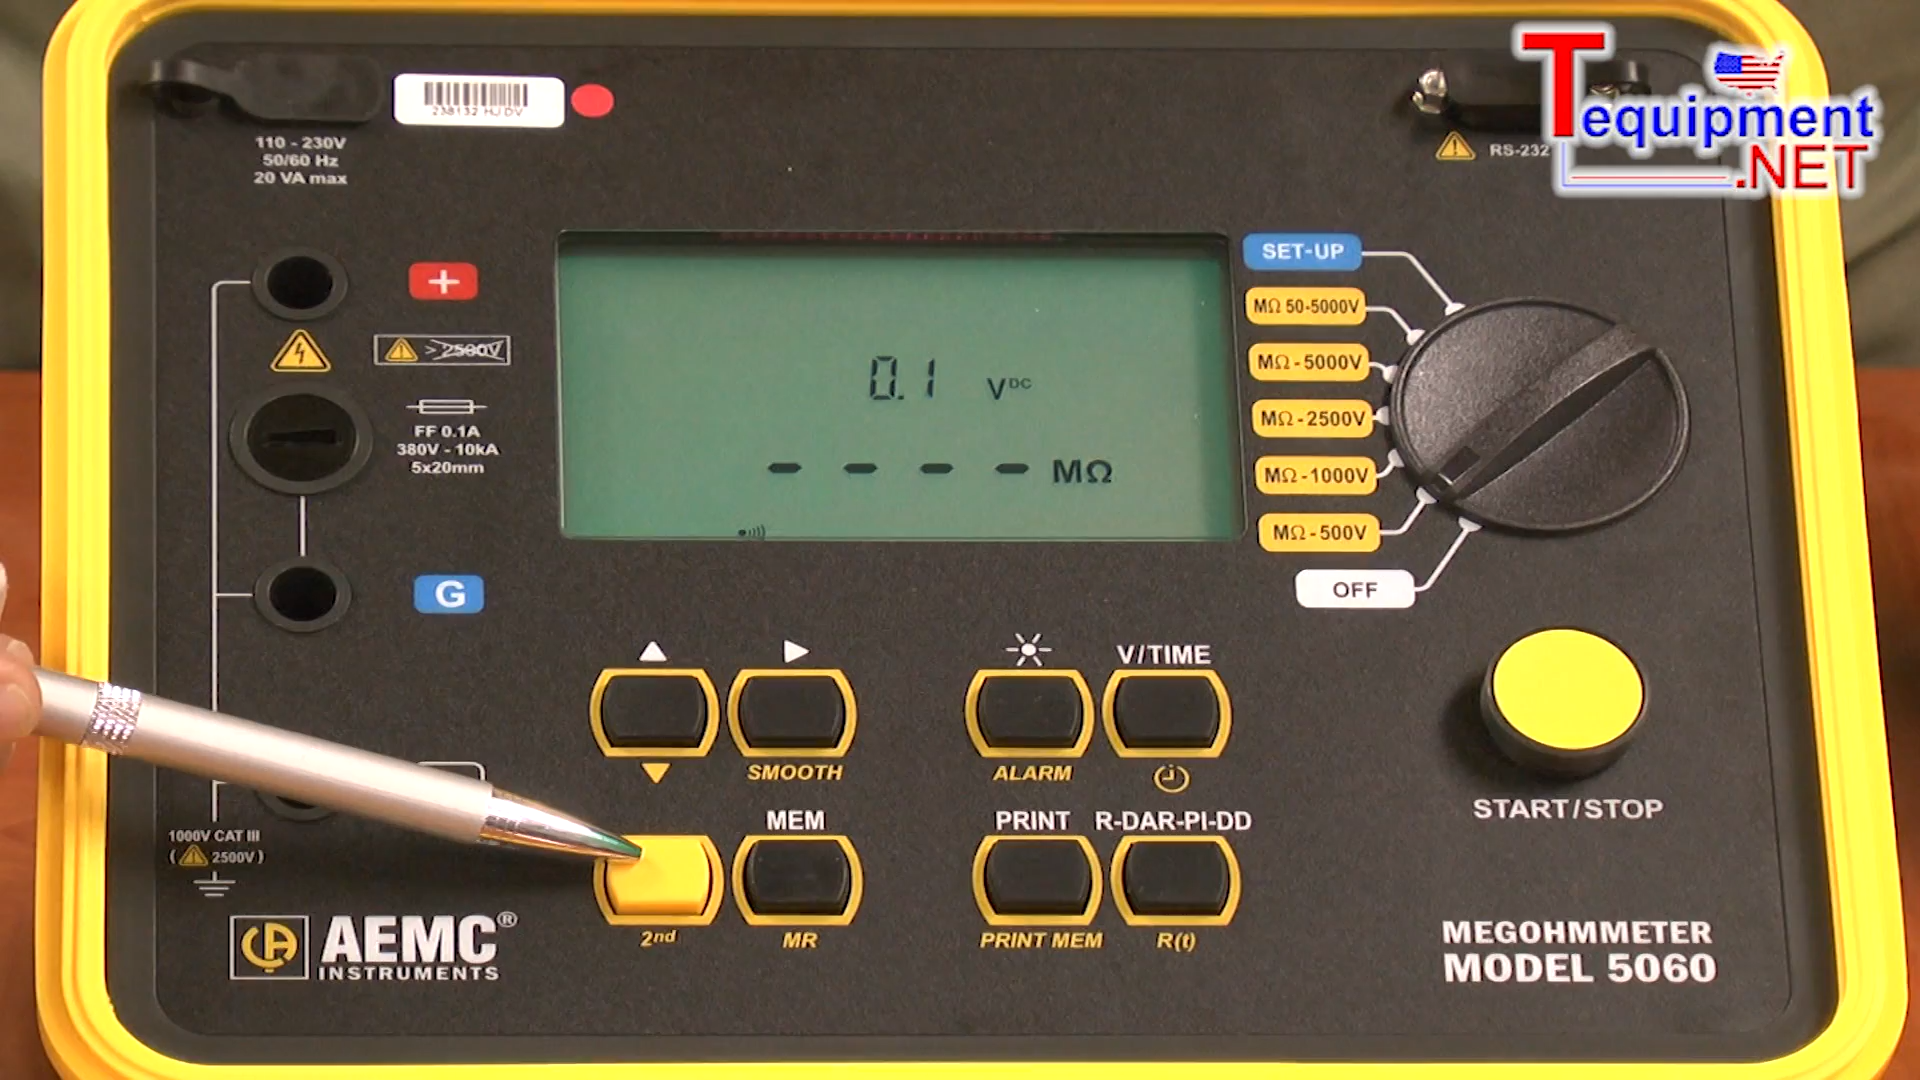 Tequipment
.NET
110 - 230V
50/60 Hz
20 VA max
238132 HJDV
RS-232
+
> 2500V
FF 0.1A
380V - 10kA
5x20mm
G
0.1 VDC
- - - - MΩ
SET-UP
MΩ 50-5000V
MΩ - 5000V
MΩ - 2500V
MΩ - 1000V
MΩ - 500V
OFF
V/TIME
SMOOTH
ALARM
START/STOP
MEM
PRINT
R-DAR-PI-DD
2nd
MR
PRINT MEM
R(t)
1000V CAT III
( 2500V )
AEMC®
INSTRUMENTS
MEGOHMMETER
MODEL 5060